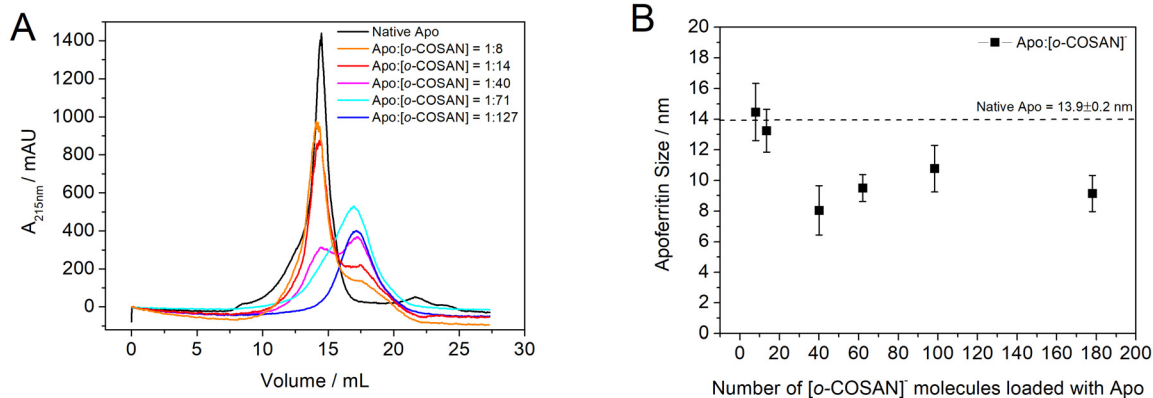 A
1400
1200
1000
800
600
400
200
0
A215nm / mAU
0 5 10 15 20 25 30
Volume / mL
Native Apo
Apo:[o-COSAN] = 1:8
Apo:[o-COSAN] = 1:14
Apo:[o-COSAN] = 1:40
Apo:[o-COSAN] = 1:71
Apo:[o-COSAN] = 1:127
B
20
18
16
14
12
10
8
6
4
2
0
Apoferritin Size / nm
0 20 40 60 80 100 120 140 160 180 200
Number of [o-COSAN]- molecules loaded with Apo
Apo:[o-COSAN]-
Native Apo = 13.9±0.2 nm